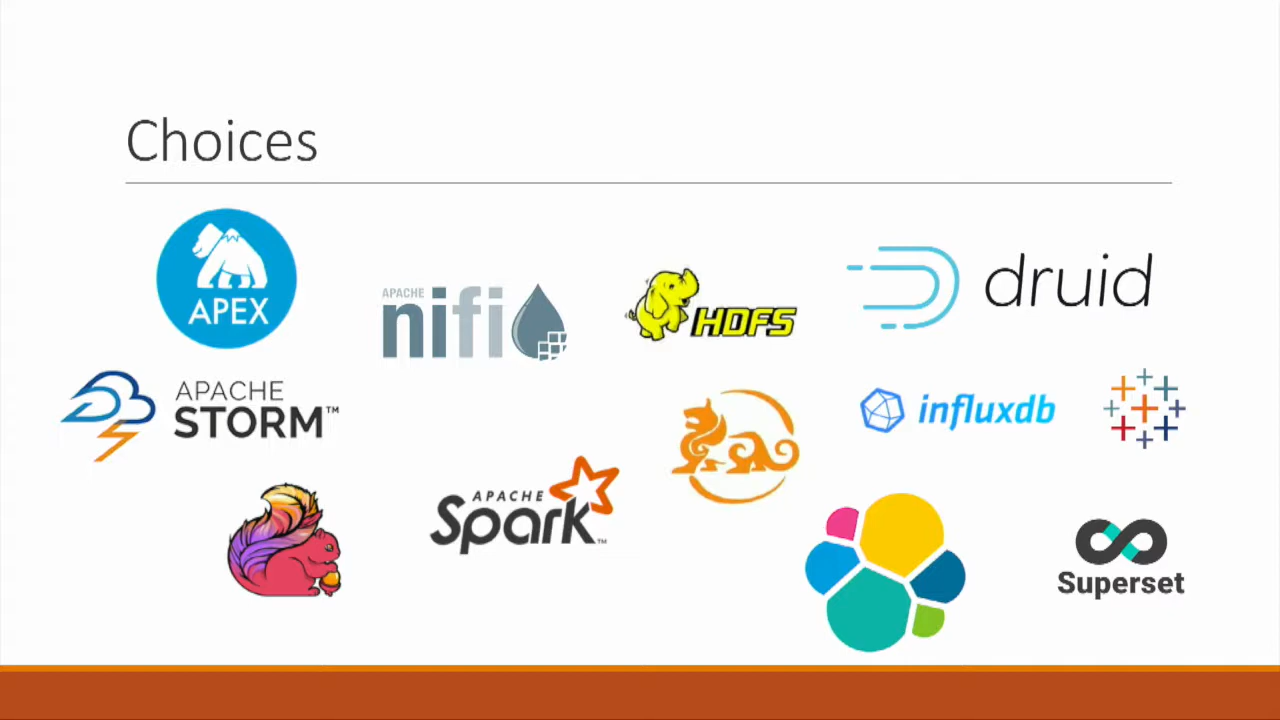 Choices
APEX
APACHE
nifi
HDFS
druid
APACHE
STORM™
influxdb
APACHE
Spark™
Superset